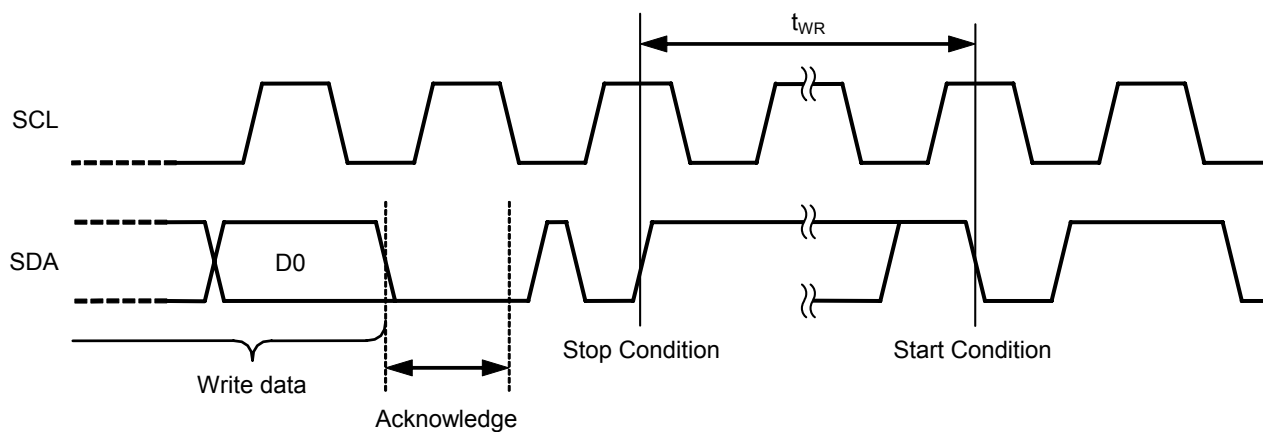 tWR
SCL
SDA
D0
Stop Condition
Start Condition
Write data
Acknowledge